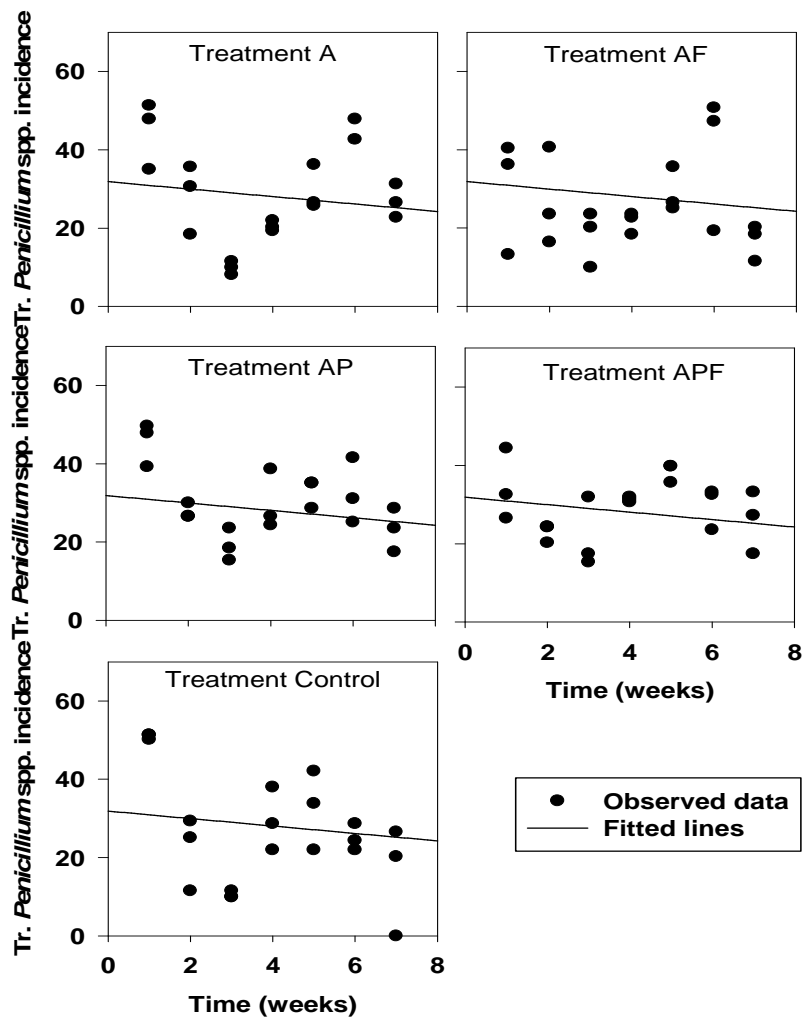 Treatment A
Treatment AF
60
40
20
0
Tr. Penicillium spp. incidence
Treatment AP
Treatment APF
60
40
20
0
Tr. Penicillium spp. incidence
0 2 4 6 8
Time (weeks)
Treatment Control
60
40
20
0
Tr. Penicillium spp. incidence
0 2 4 6 8
Time (weeks)
Observed data
Fitted lines